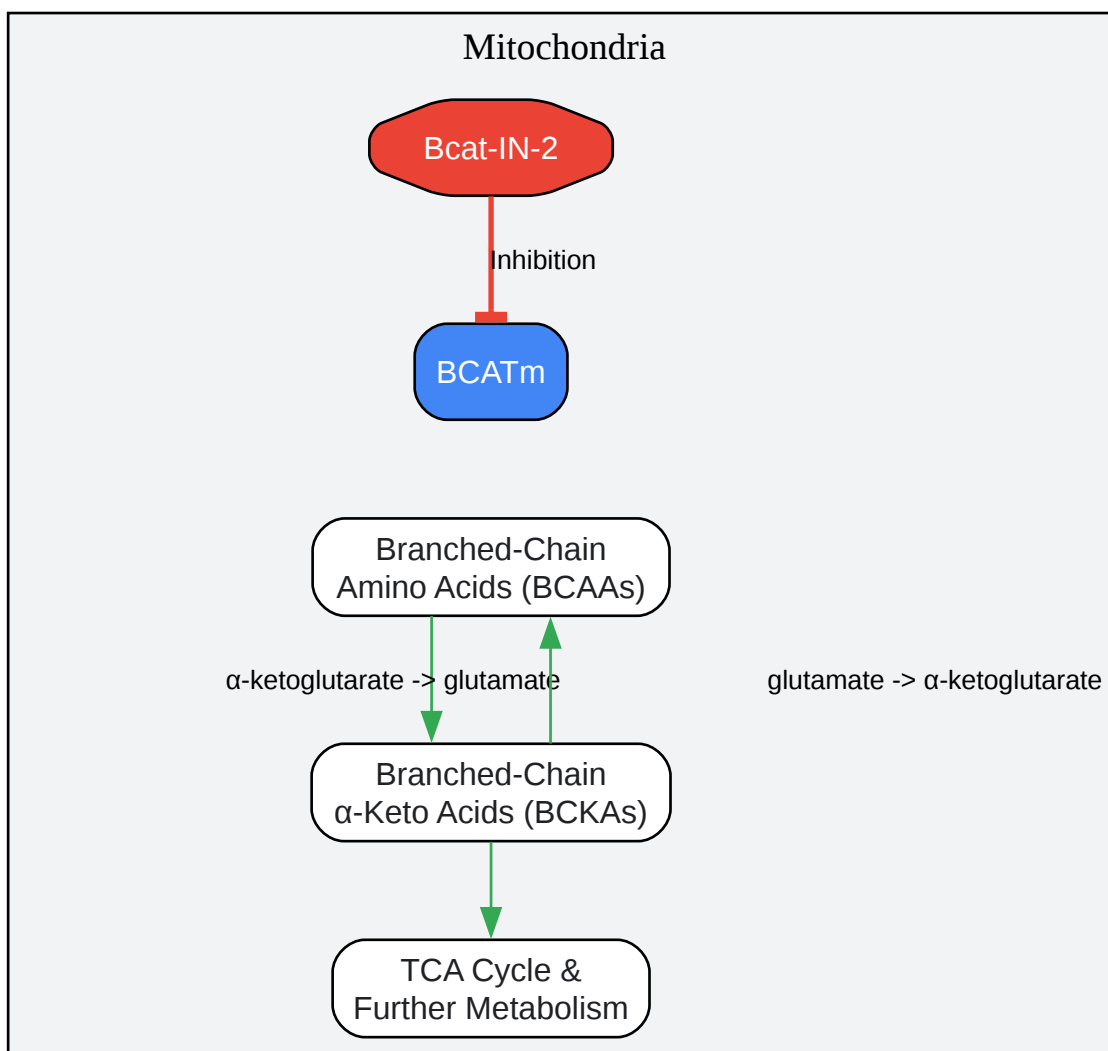 Mitochondria
Bcat-IN-2
Inhibition
BCATm
Branched-Chain
Amino Acids (BCAAs)
α-ketoglutarate -> glutamate
glutamate -> α-ketoglutarate
Branched-Chain
α-Keto Acids (BCKAs)
TCA Cycle &
Further Metabolism